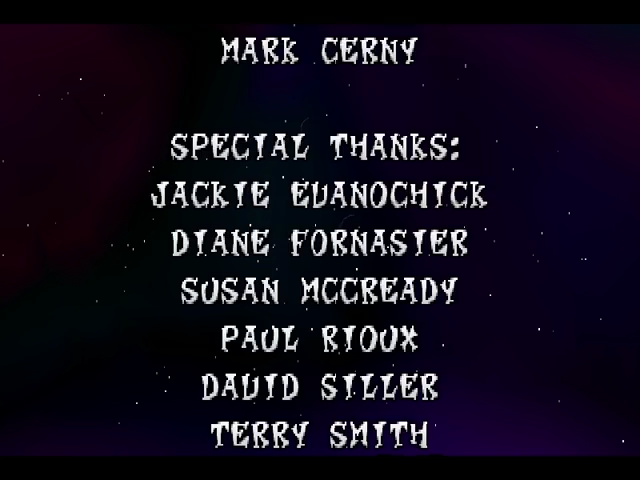 MARK CERNY
SPECIAL THANKS:
JACKIE EVANOCHICK
DIANE FORNASIER
SUSAN MCCREADY
PAUL RIOUX
DAVID SILLER
TERRY SMITH